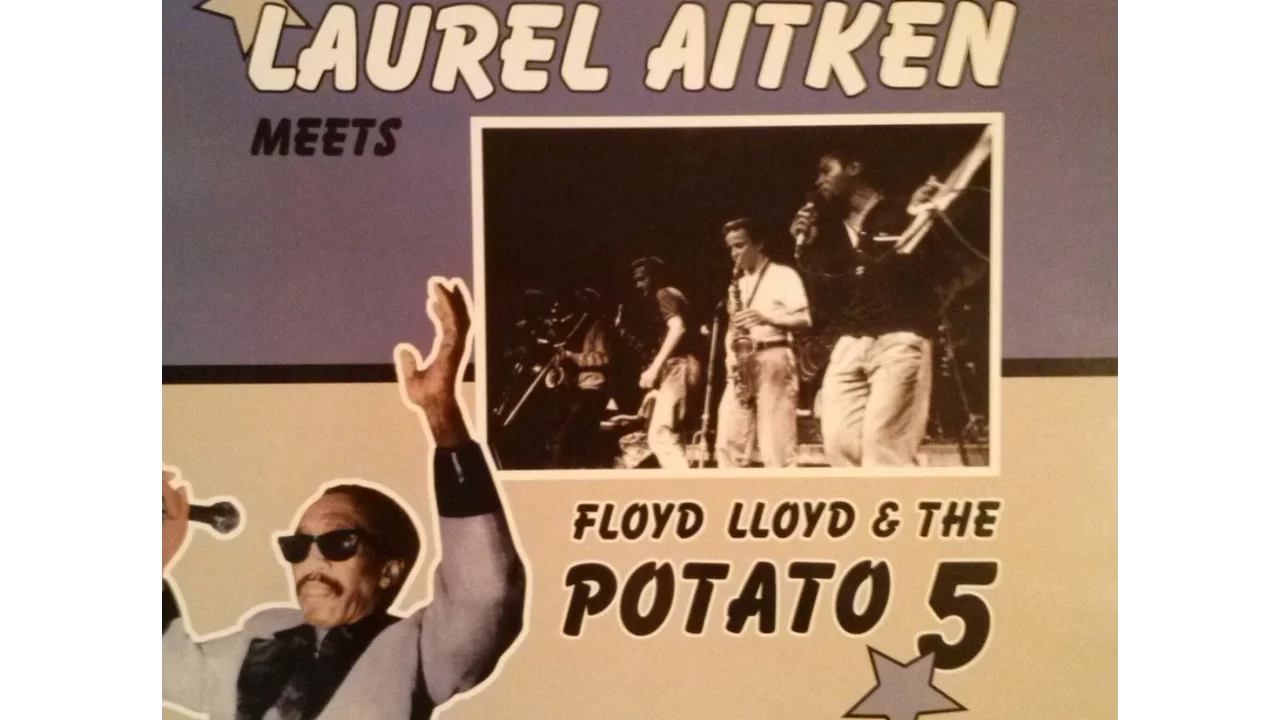 LAUREL AITKEN
MEETS
FLOYD LLOYD & THE
POTATO 5